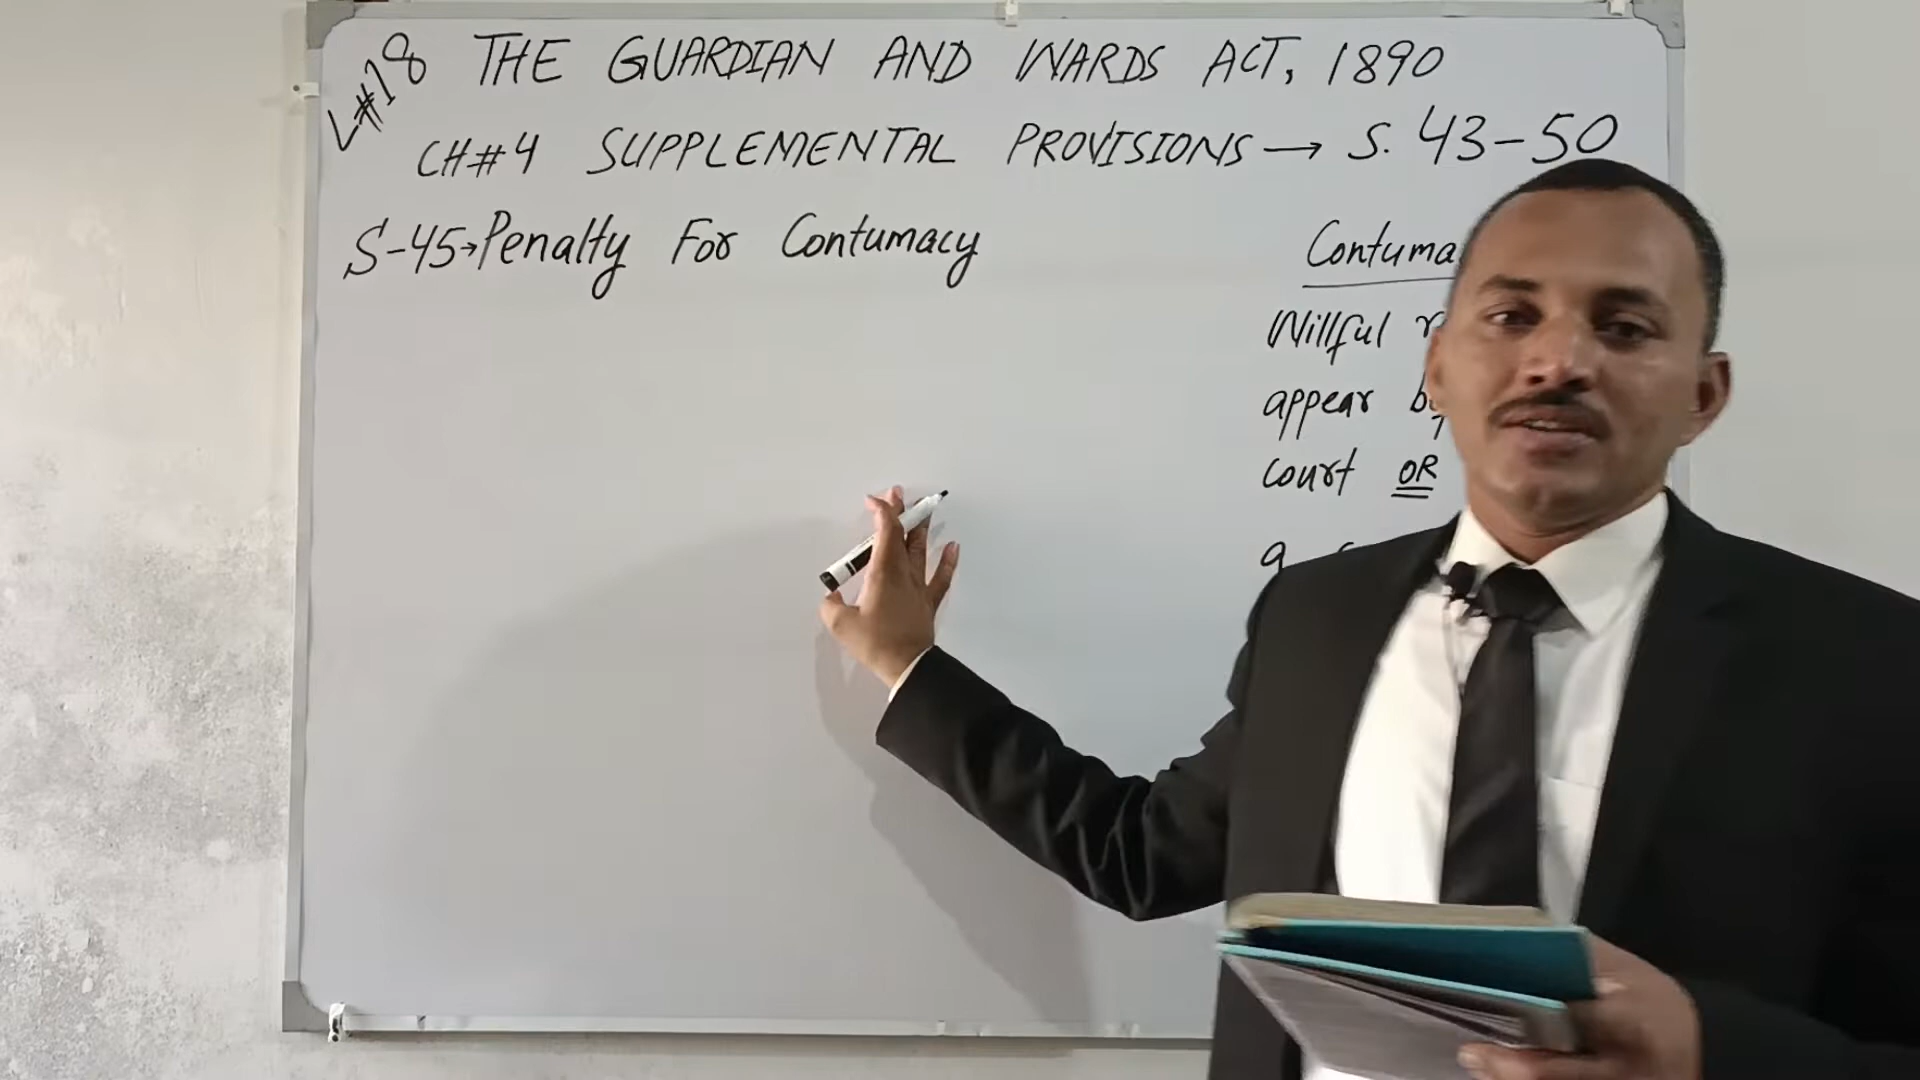 L#18 THE GUARDIAN AND WARDS ACT, 1890
CH#4 SUPPLEMENTAL PROVISIONS → S. 43-50
S-45→Penalty For Contumacy
Contuma
Willful
appear
court OR
a